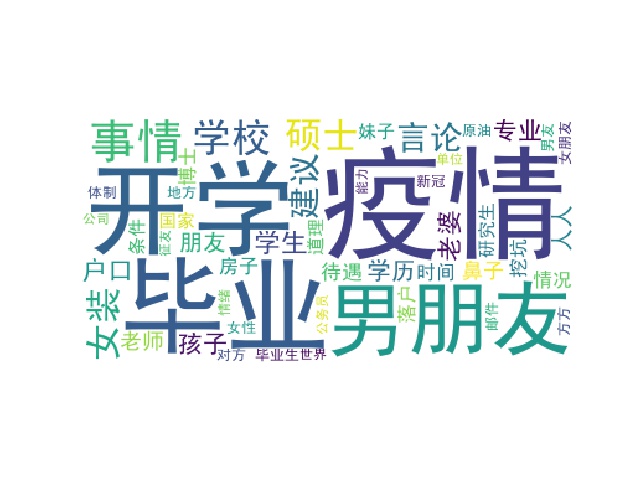 事情
学校
硕士
妹子
言论
原油
专业
男友
女朋友
开学
疫情
博士
建议
单位
能力
新冠
体制
地方
公司
国家
条件
征友
朋友
学生
道理
老婆
研究生
人人
户口
房子
待遇
学历
时间
鼻子
挖坑
情况
女装
毕业
男朋友
情绪
女性
公务员
落户
邮件
方方
老师
孩子
对方
毕业生
世界